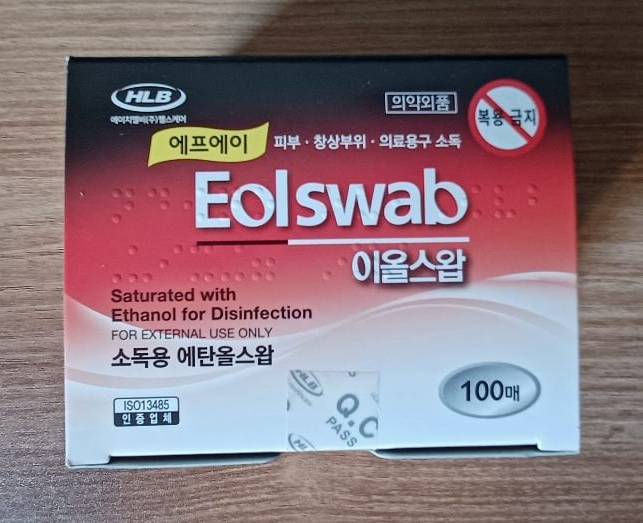 HLB
에이치엘비(주)헬스케어
의약외품
복용 금지
에프에이
피부 · 창상부위 · 의료용구 소독
Eolswab
이올스왑
Saturated with
Ethanol for Disinfection
FOR EXTERNAL USE ONLY
소독용 에탄올스왑
ISO13485
인증업체
HLB
Q.C
PASS
HLB
100매